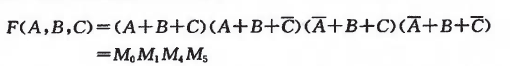 F(A,B,C)=(A+B+C)(A+B+C̅)(A̅+B+C)(A̅+B+C̅)
=M₀M₁M₄M₅